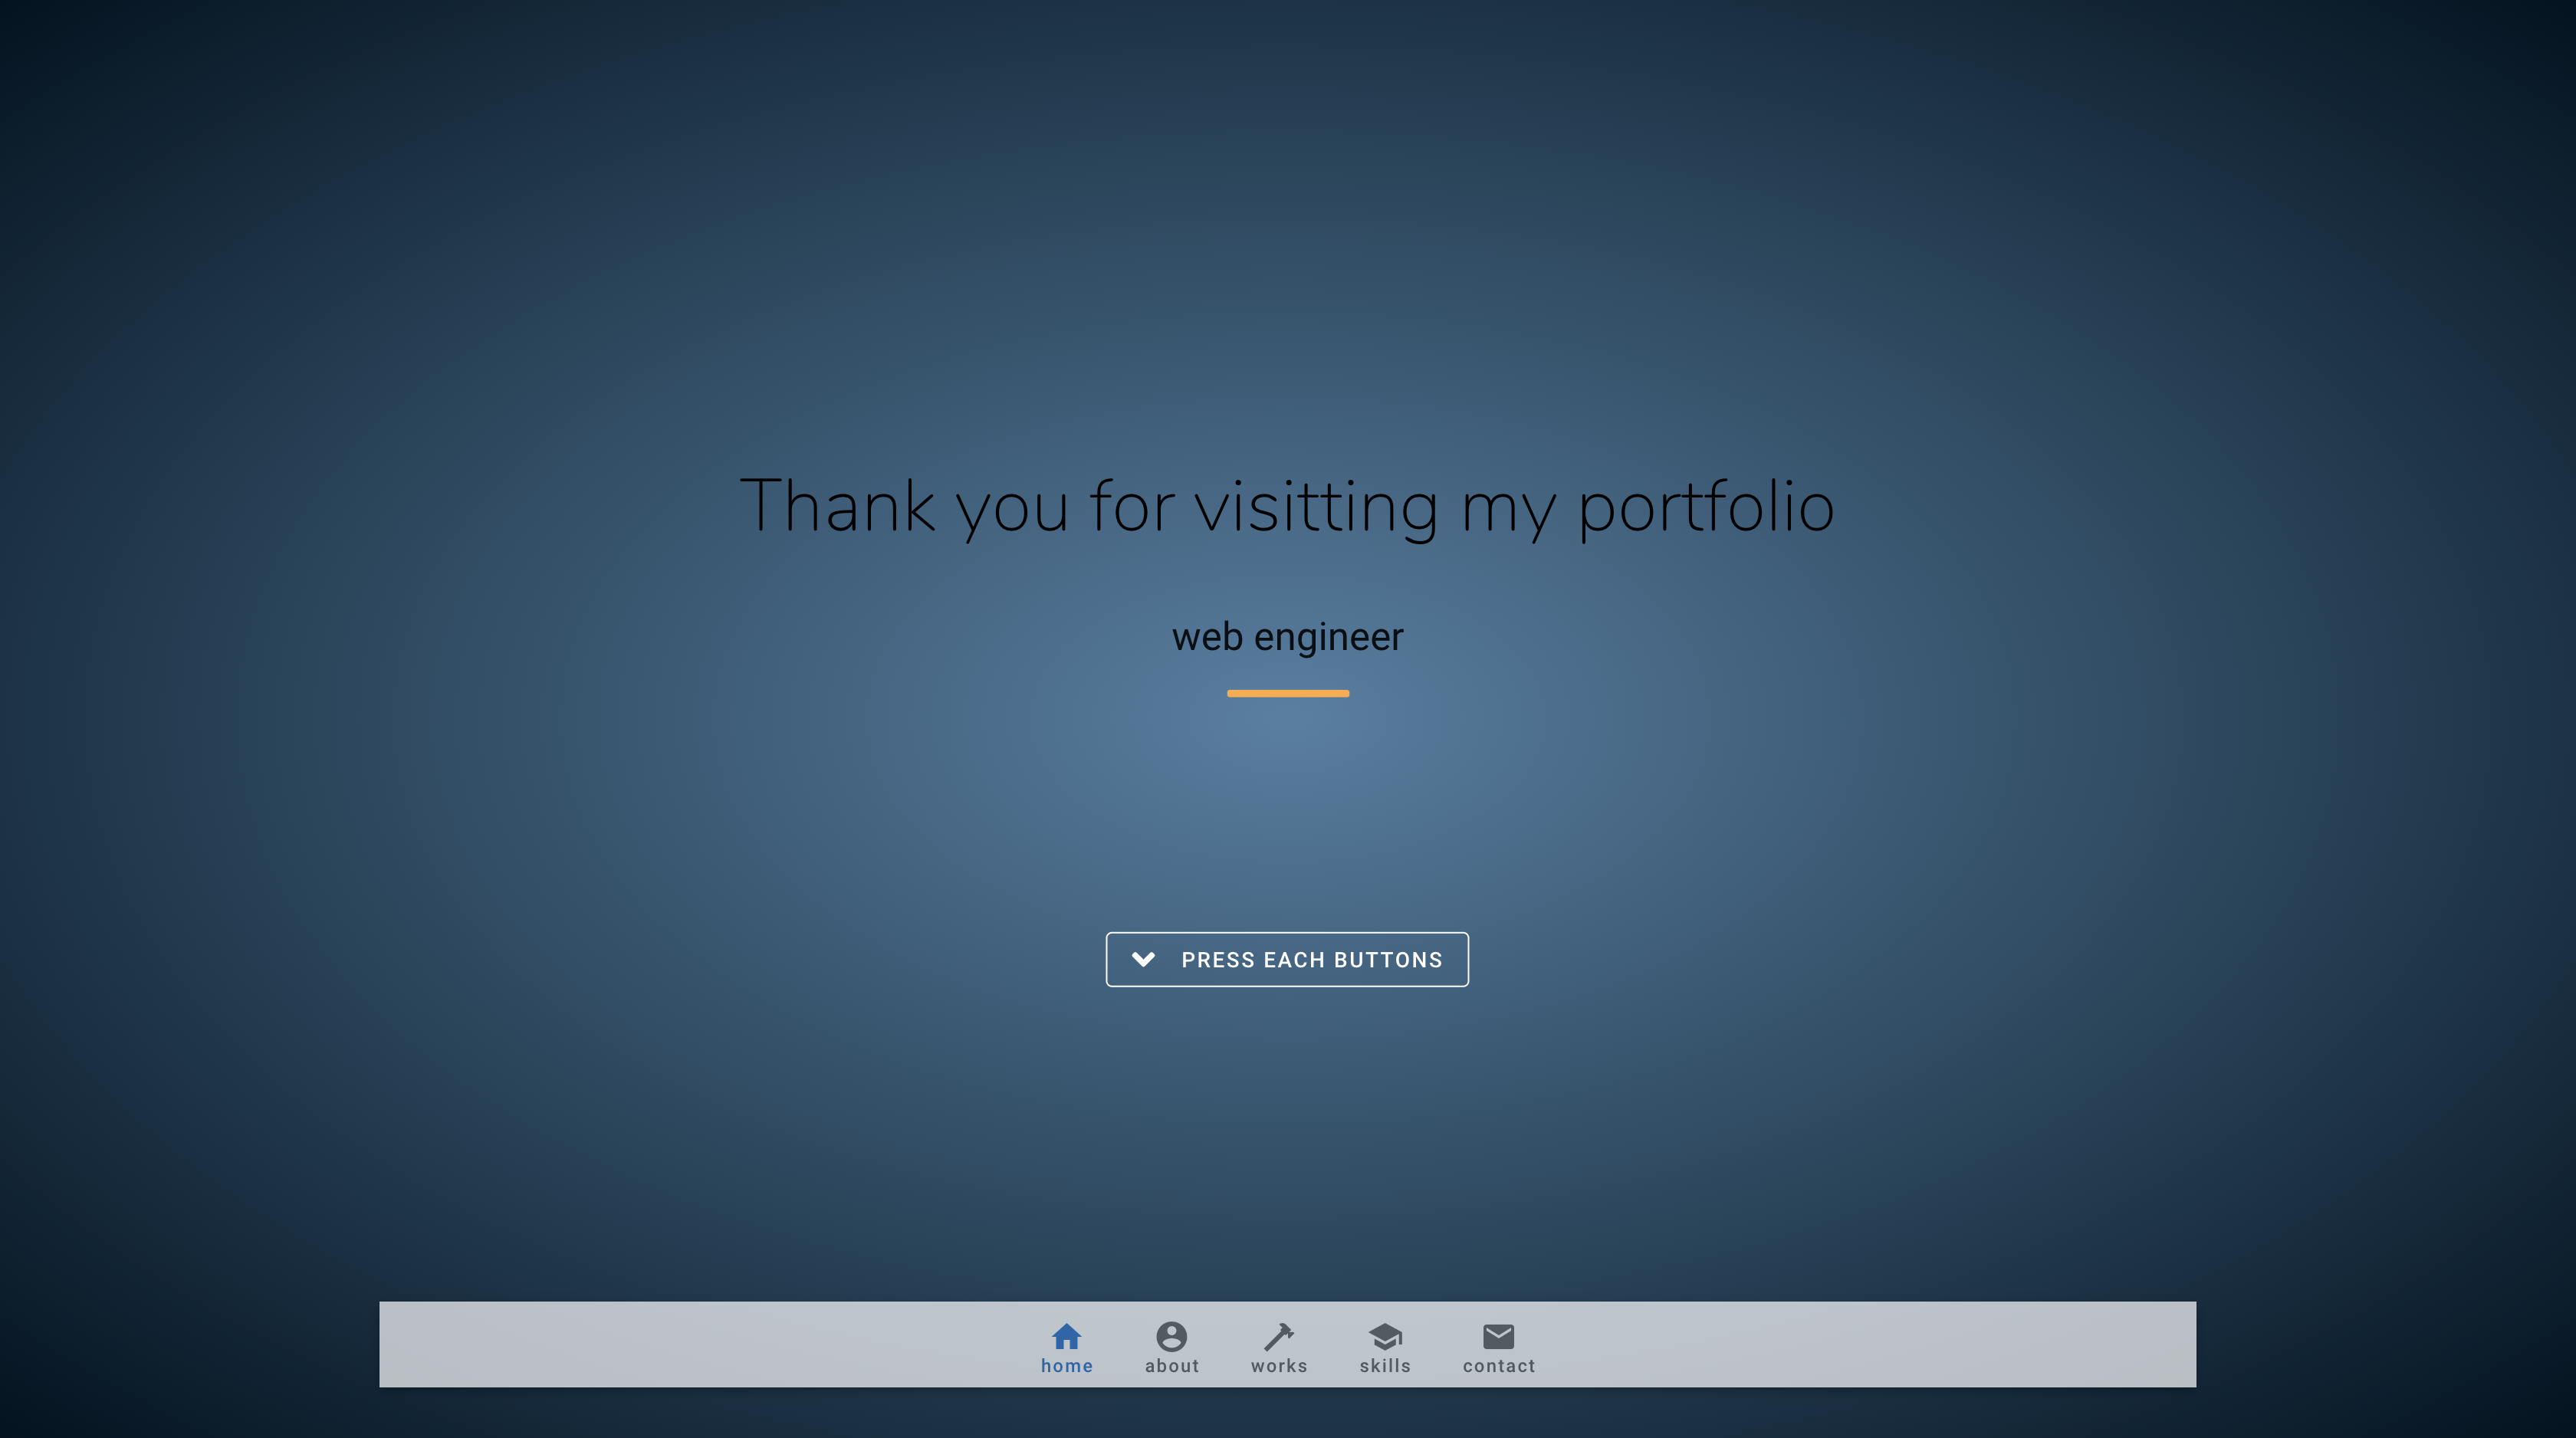 Thank you for visitting my portfolio
web engineer
PRESS EACH BUTTONS
home about works skills contact